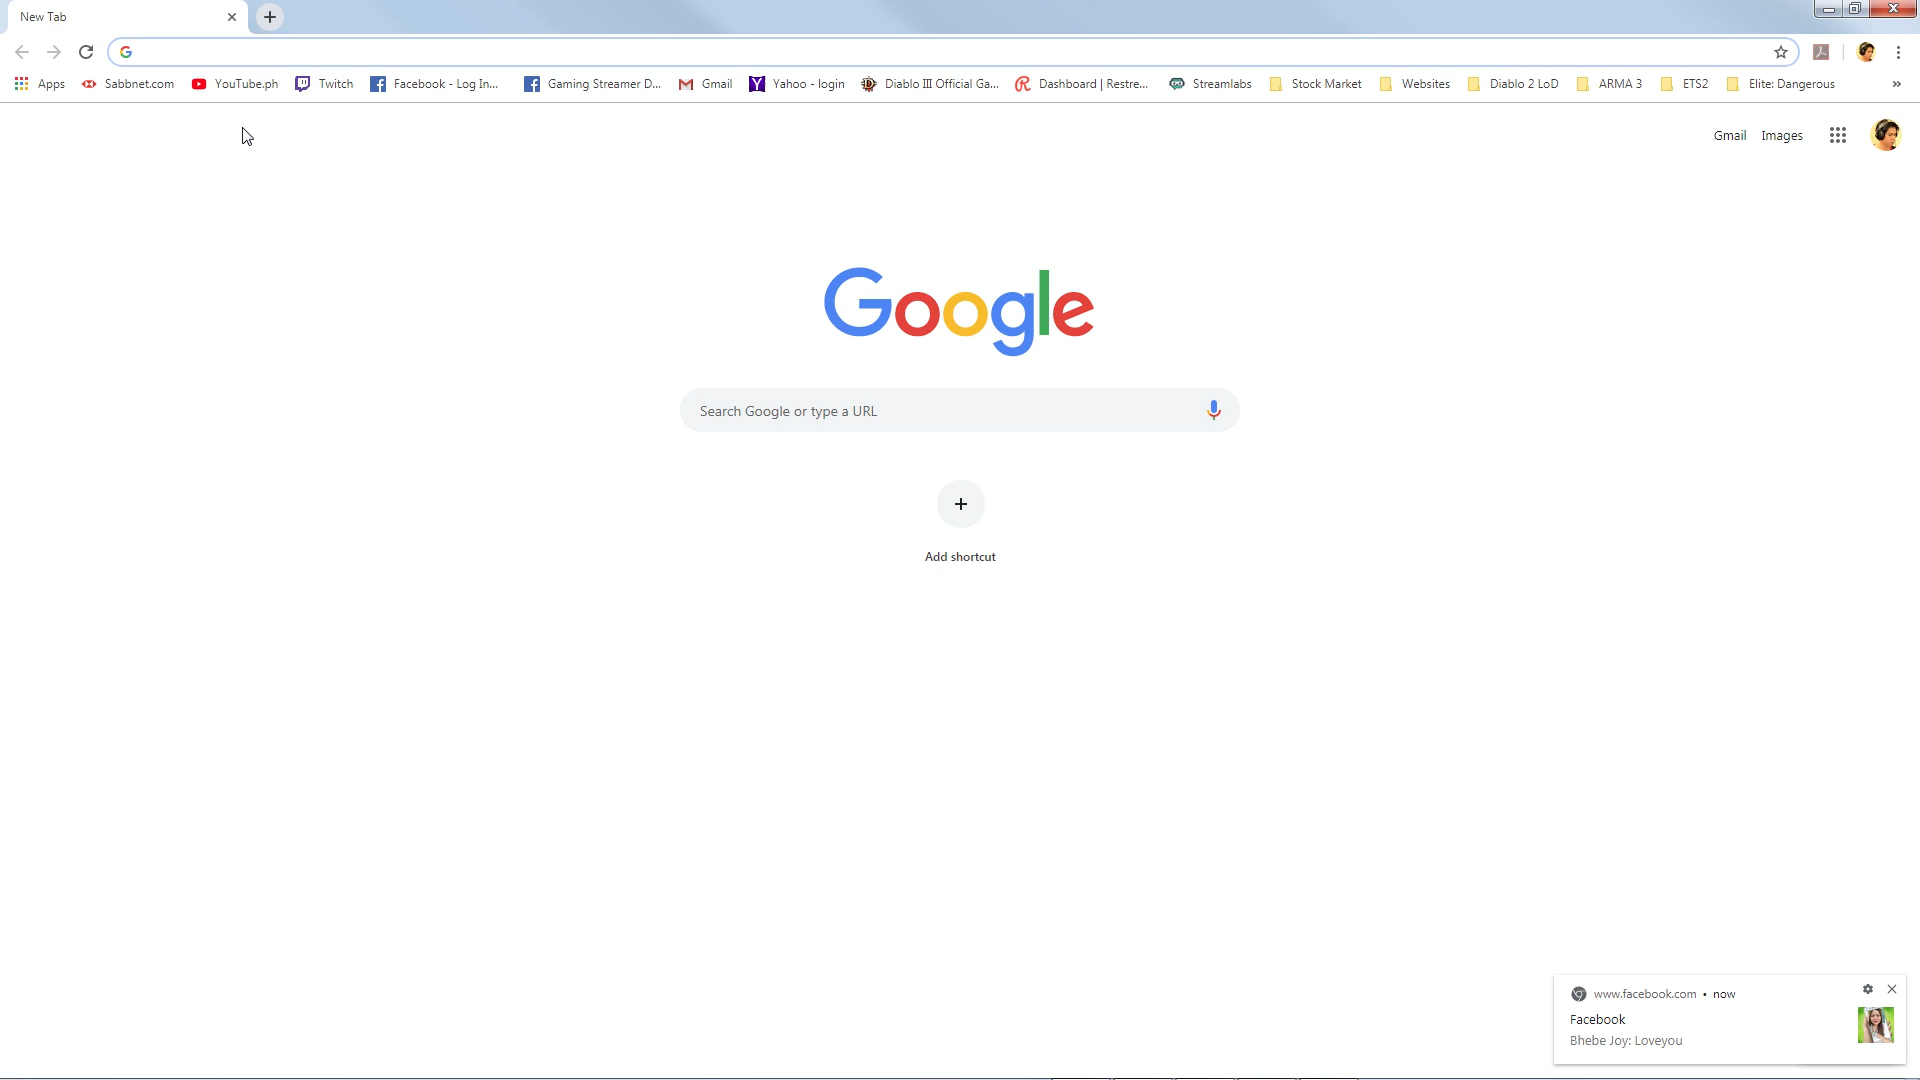 New Tab
Apps Sabbnet.com YouTube.ph Twitch Facebook - Log In... Gaming Streamer D... Gmail Yahoo - login Diablo III Official Ga... Dashboard | Restre... Streamlabs Stock Market Websites Diablo 2 LoD ARMA 3 ETS2 Elite: Dangerous »
Gmail Images
Google
Search Google or type a URL
Add shortcut
www.facebook.com • now
Facebook
Bhebe Joy: Loveyou